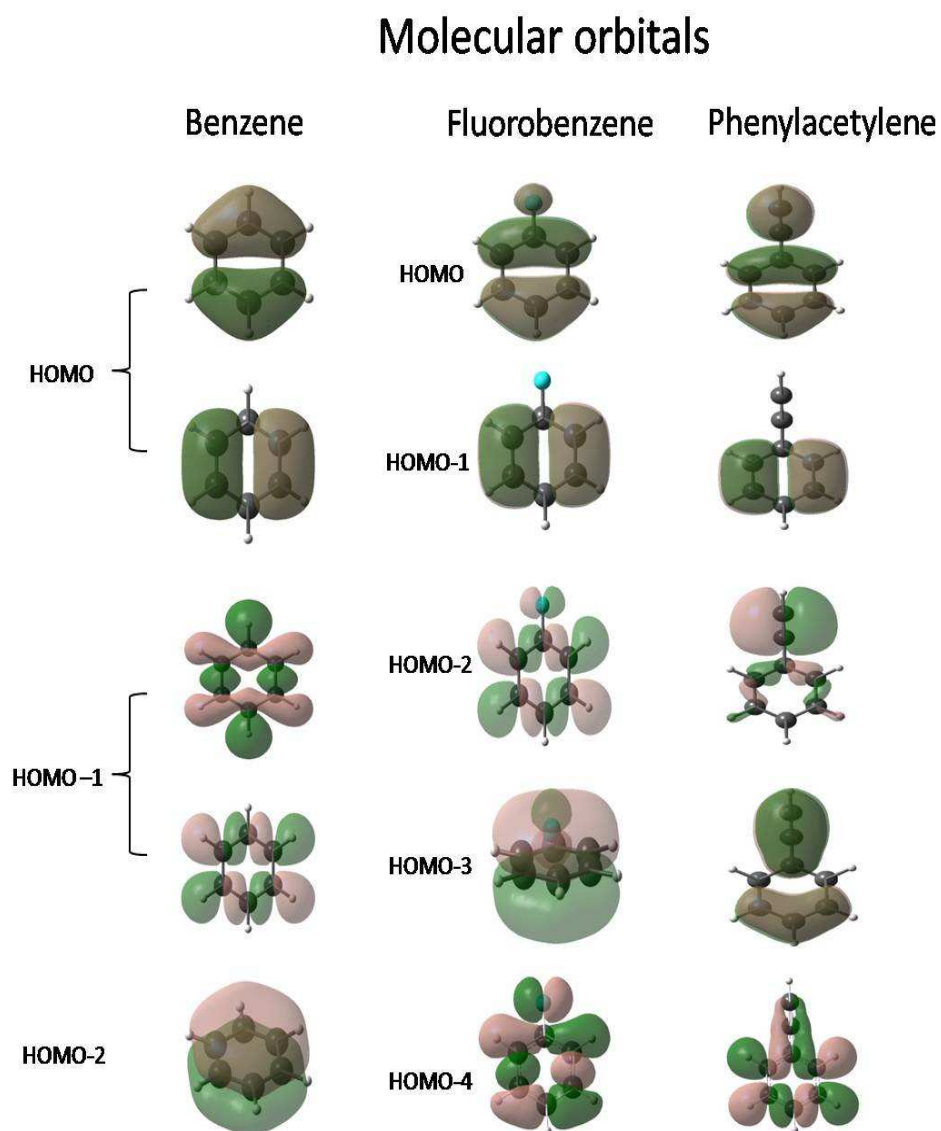 Molecular orbitals
Benzene
Fluorobenzene
Phenylacetylene
HOMO
HOMO
HOMO-1
HOMO-2
HOMO–1
HOMO-3
HOMO-2
HOMO-4